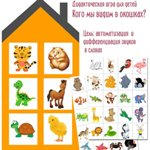 Дидактическая игра для детей
Кого мы видим в окошках?
Цель: автоматизация и
дифференциация звуков
в словах